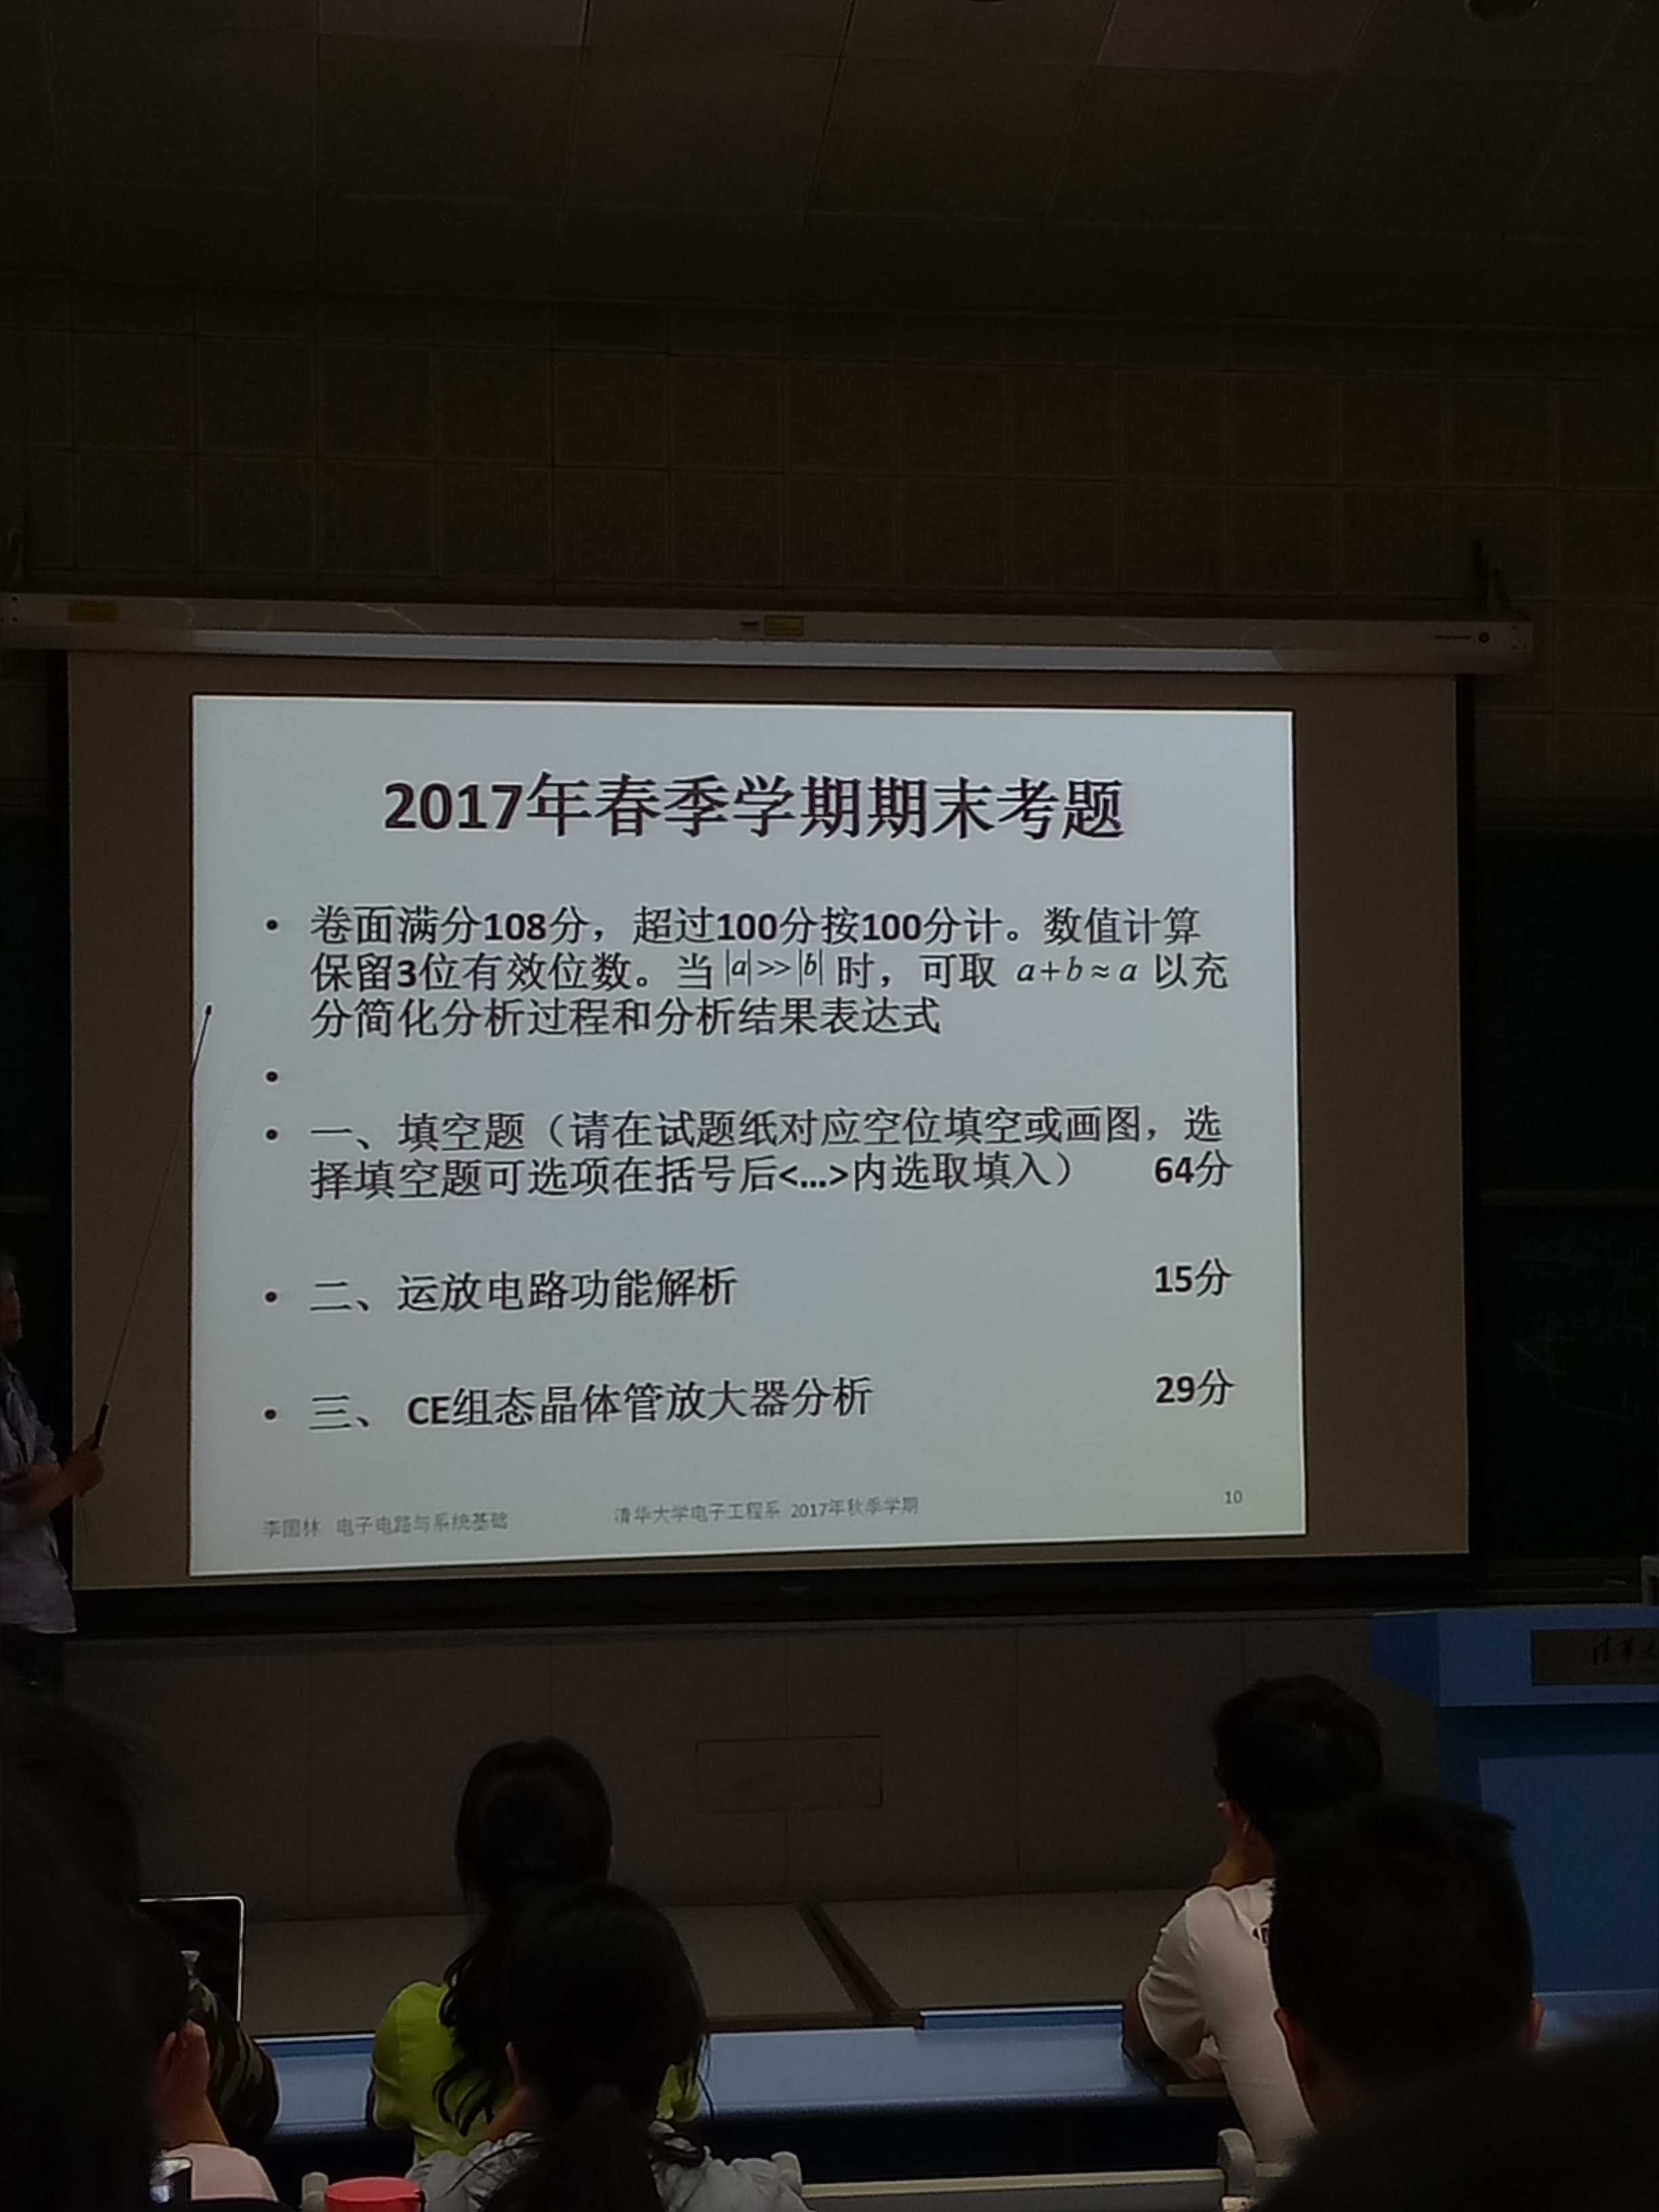 2017年春季学期期末考题
• 卷面满分108分，超过100分按100分计。数值计算
保留3位有效位数。当 |a|>>|b| 时，可取 a+b≈a 以充
分简化分析过程和分析结果表达式
•
• 一、填空题（请在试题纸对应空位填空或画图，选
择填空题可选项在括号后<…>内选取填入） 64分
• 二、运放电路功能解析 15分
• 三、 CE组态晶体管放大器分析 29分
李国林 电子电路与系统基础 清华大学电子工程系 2017年秋季学期 10
清华大